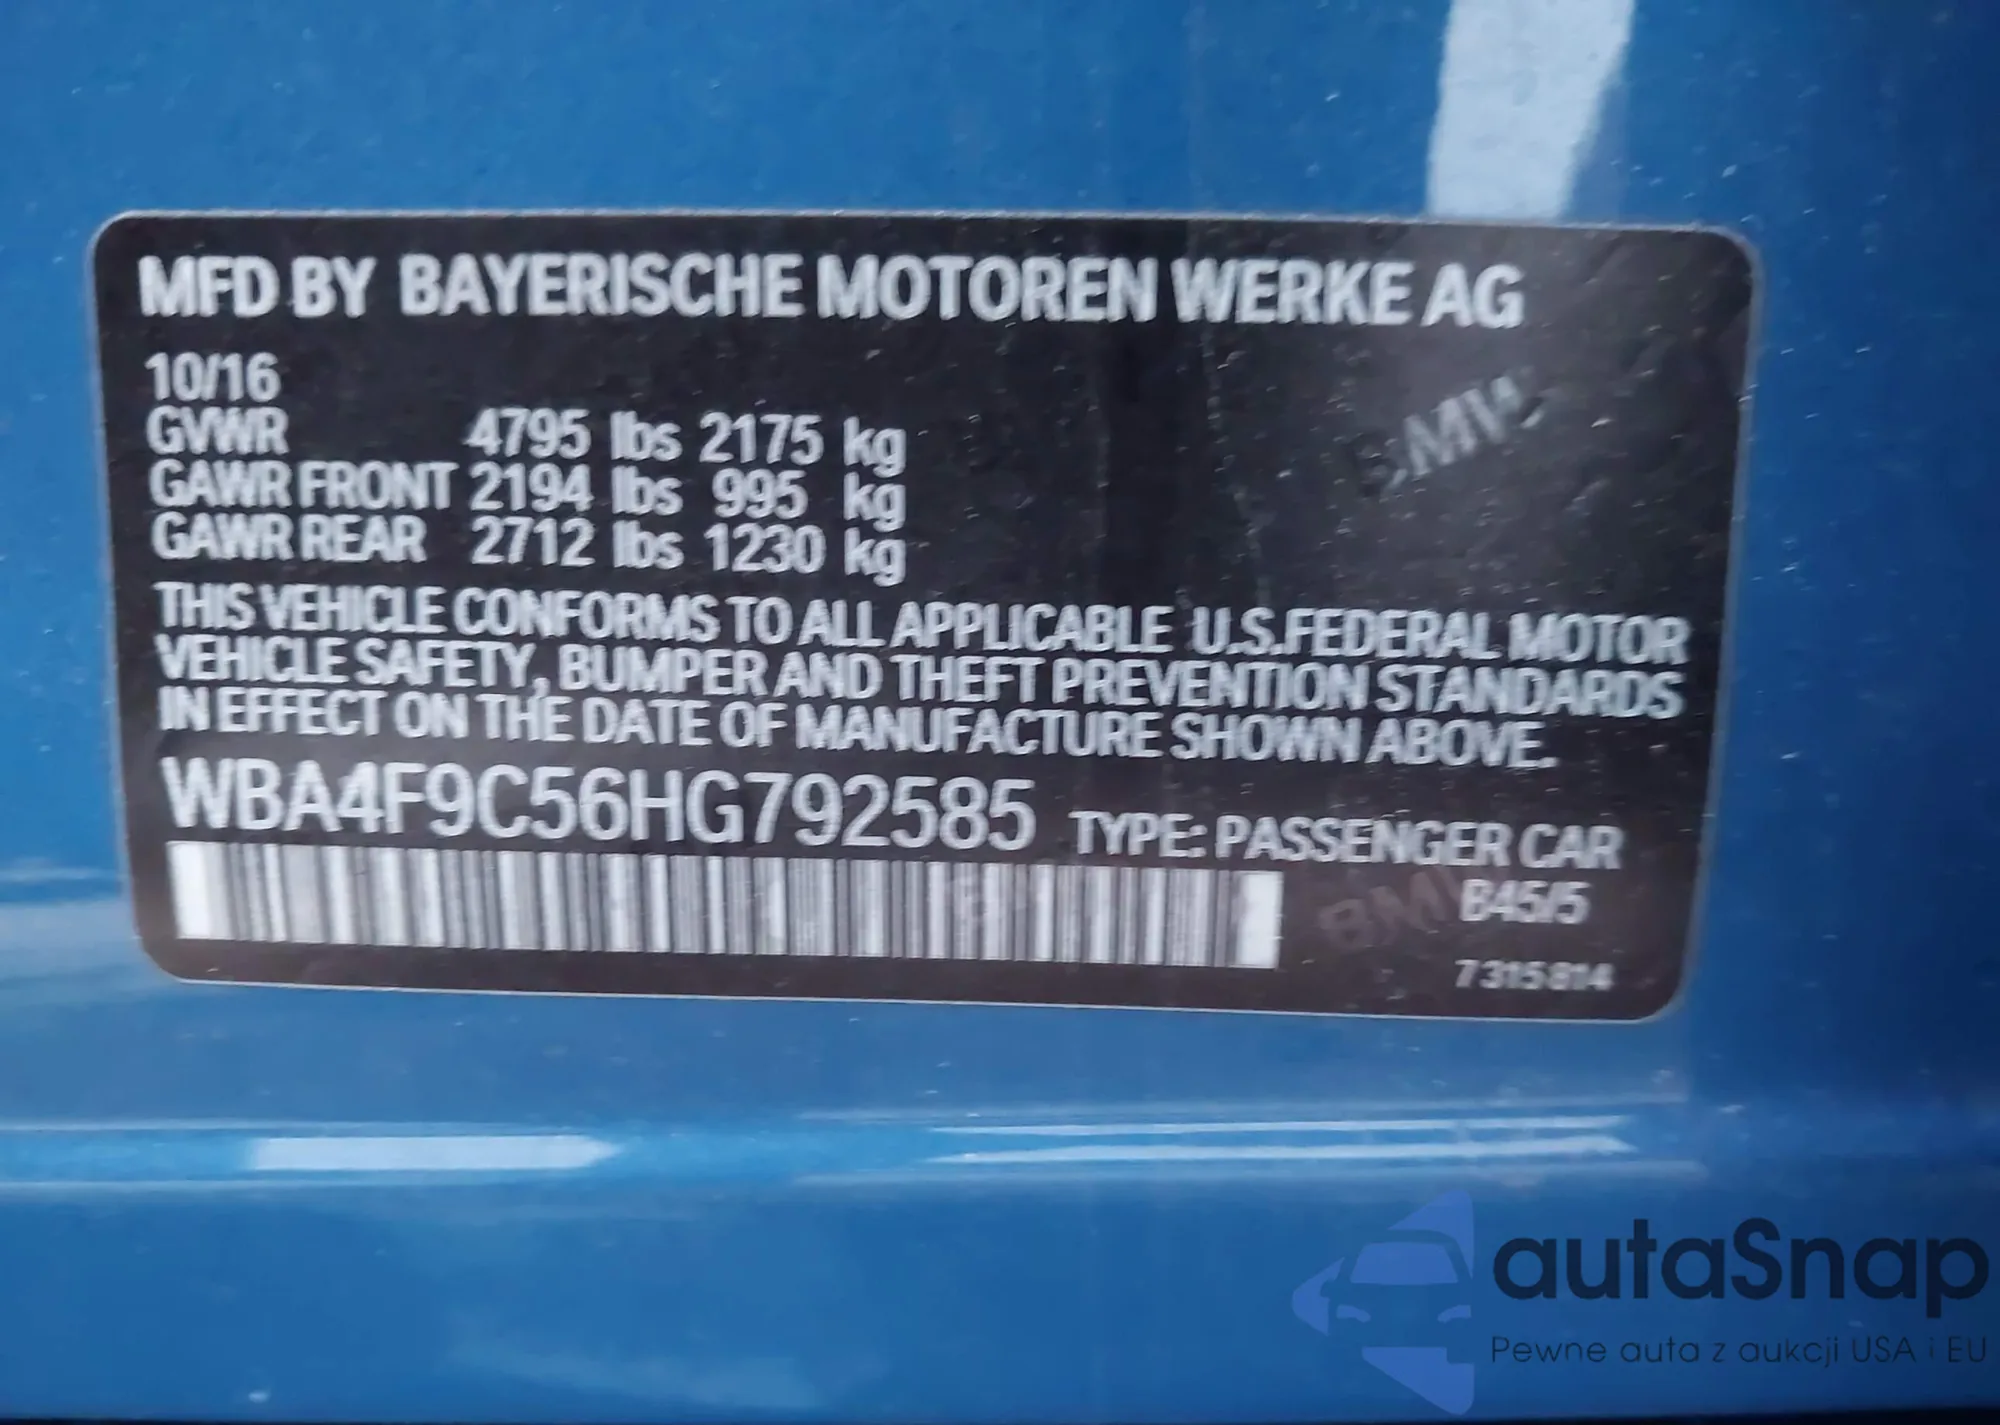 MFD BY BAYERISCHE MOTOREN WERKE AG
10/16
GVWR 4795 lbs 2175 kg
GAWR FRONT 2194 lbs 995 kg
GAWR REAR 2712 lbs 1230 kg
THIS VEHICLE CONFORMS TO ALL APPLICABLE U.S.FEDERAL MOTOR
VEHICLE SAFETY, BUMPER AND THEFT PREVENTION STANDARDS
IN EFFECT ON THE DATE OF MANUFACTURE SHOWN ABOVE.
WBA4F9C56HG792585 TYPE: PASSENGER CAR
B45/5
7315814
BMW
BMW
autaSnap
Pewne auta z aukcji USA i EU